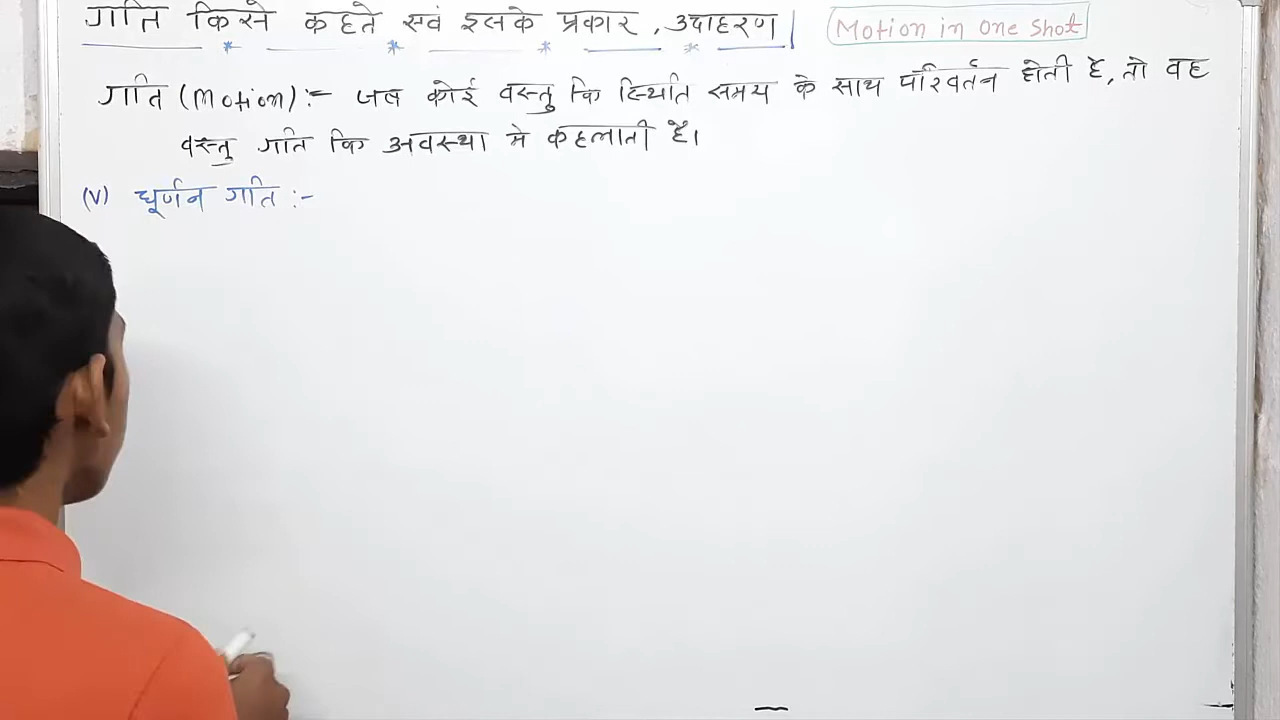 गति किसे कहते एवं इसके प्रकार, उदाहरण| Motion in one shot
गति (Motion):- जब कोई वस्तु कि स्थिति समय के साथ परिवर्तन होती है, तो वह
वस्तु गति कि अवस्था मे कहलाती है।
(V) घूर्णन गति :-